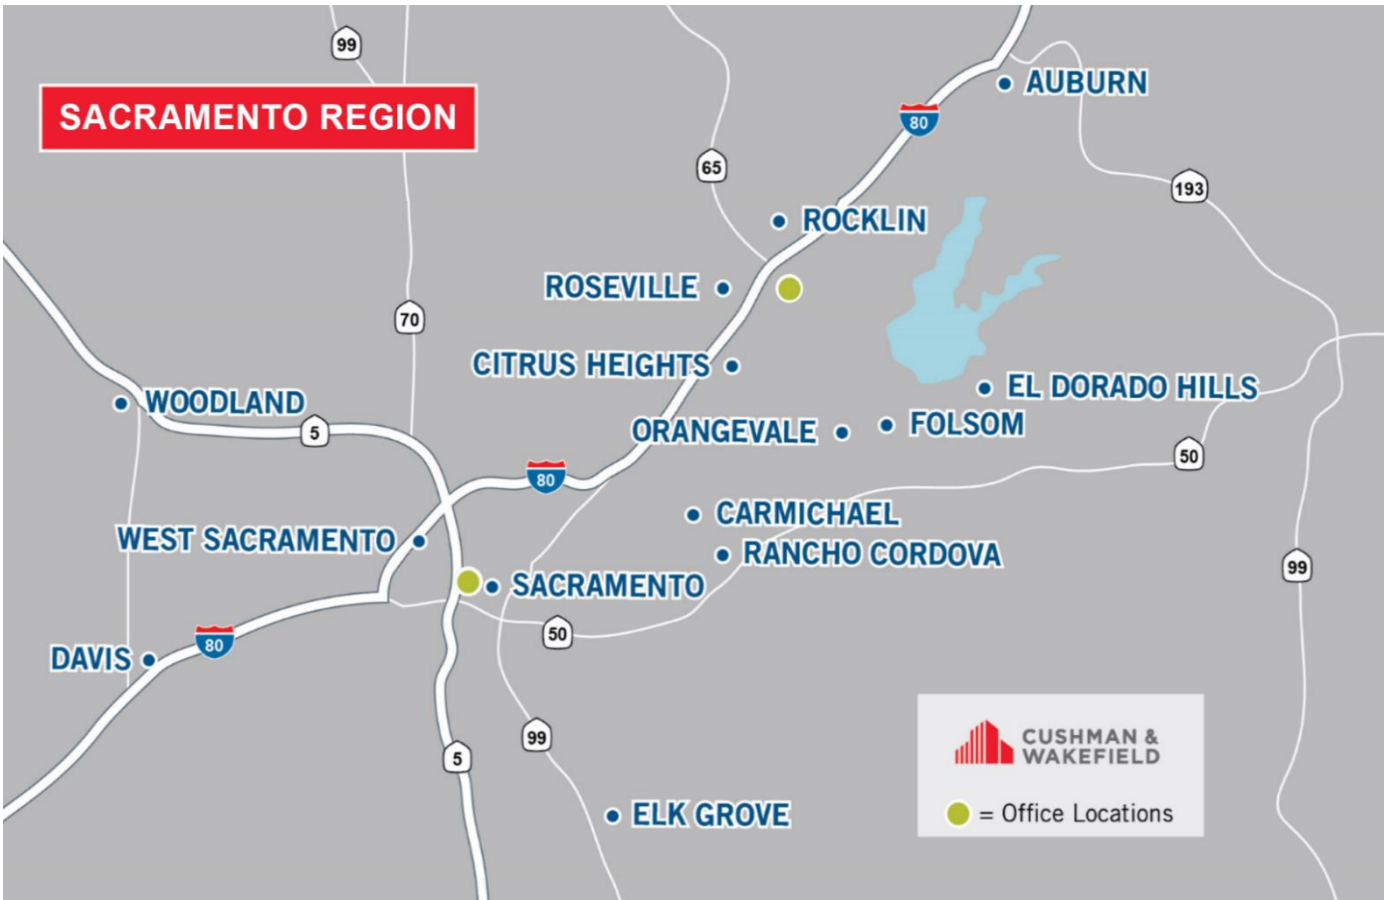 99
SACRAMENTO REGION
AUBURN
80
65
193
ROCKLIN
ROSEVILLE
70
CITRUS HEIGHTS
EL DORADO HILLS
WOODLAND
5
ORANGEVALE
FOLSOM
50
80
CARMICHAEL
WEST SACRAMENTO
RANCHO CORDOVA
99
SACRAMENTO
50
80
DAVIS
99
CUSHMAN &
WAKEFIELD
5
= Office Locations
ELK GROVE